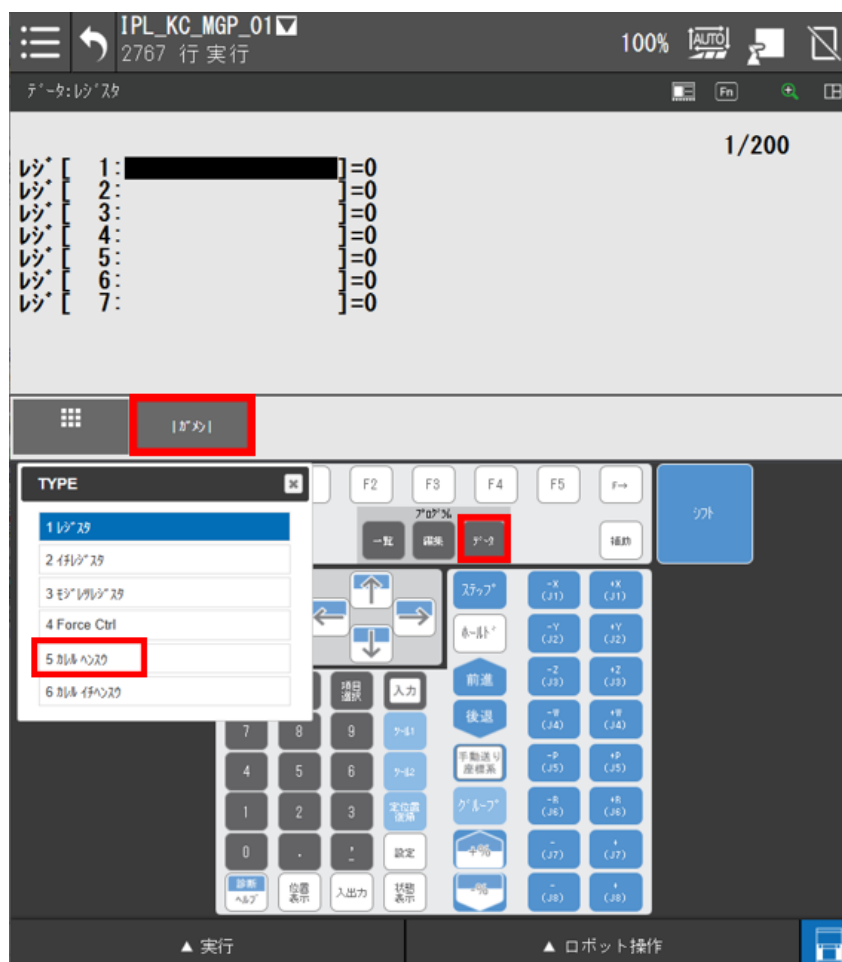 IPL_KC_MGP_01
2767 行 実行
100%
AUTO
ﾃﾞｰﾀ:ﾚｼﾞｽﾀ
Fn
1/200
ﾚｼﾞ[ 1: ]=0
ﾚｼﾞ[ 2: ]=0
ﾚｼﾞ[ 3: ]=0
ﾚｼﾞ[ 4: ]=0
ﾚｼﾞ[ 5: ]=0
ﾚｼﾞ[ 6: ]=0
ﾚｼﾞ[ 7: ]=0
|ｶﾞﾒﾝ|
TYPE
1 ﾚｼﾞｽﾀ
2 ｲﾁﾚｼﾞｽﾀ
3 ﾓｼﾞﾚﾂﾚｼﾞｽﾀ
4 Force Ctrl
5 ｶﾚﾙ ﾍﾝｽｳ
6 ｶﾚﾙ ｲﾁﾍﾝｽｳ
F2 F3 F4 F5 F→
ｼﾌﾄ
ﾌﾟﾛｸﾞﾗﾑ
一覧 編集 ﾃﾞｰﾀ 補助
ｽﾃｯﾌﾟ -X (J1) +X (J1)
ﾎｰﾙﾄﾞ -Y (J2) +Y (J2)
項目選択 入力 前進 -Z (J3) +Z (J3)
7 8 9 ﾂｰﾙ1 後退 -W (J4) +W (J4)
4 5 6 ﾂｰﾙ2 手動送り座標系 -P (J5) +P (J5)
1 2 3 定位置復帰 ｸﾞﾙｰﾌﾟ -R (J6) +R (J6)
0 . 設定 +% - (J7) + (J7)
診断 ﾍﾙﾌﾟ 位置表示 入出力 状態表示 -% - (J8) + (J8)
▲ 実行 ▲ ロボット操作